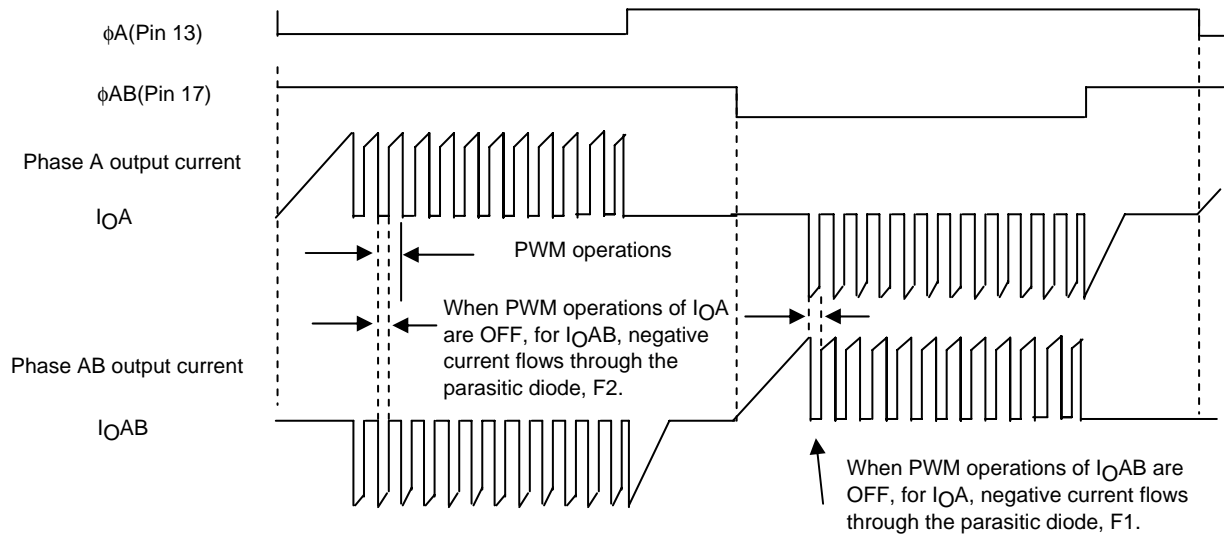 ϕA(Pin 13)
ϕAB(Pin 17)
Phase A output current
IOA
PWM operations
When PWM operations of IOA
are OFF, for IOAB, negative
current flows through the
parasitic diode, F2.
Phase AB output current
IOAB
When PWM operations of IOAB are
OFF, for IOA, negative current flows
through the parasitic diode, F1.